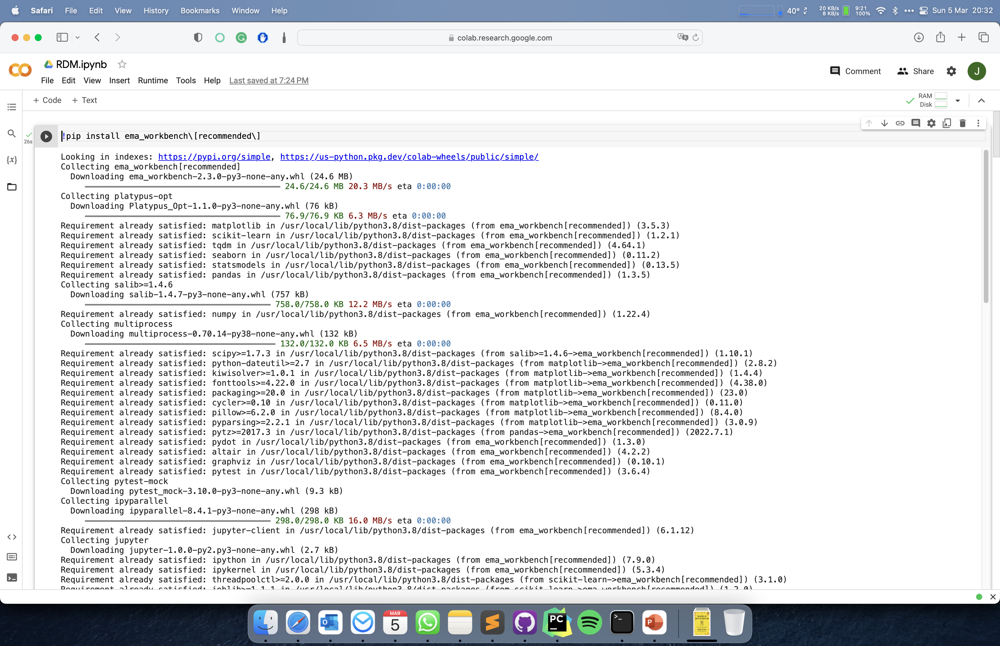 Safari File Edit View History Bookmarks Window Help 40° 20 KB/s 8 KB/s 9:21 100% Sun 5 Mar 20:32
colab.research.google.com
RDM.ipynb
Comment Share J
File Edit View Insert Runtime Tools Help Last saved at 7:24 PM
+ Code + Text RAM Disk
26s
!pip install ema_workbench\[recommended\]
Looking in indexes: https://pypi.org/simple, https://us-python.pkg.dev/colab-wheels/public/simple/
Collecting ema_workbench[recommended]
Downloading ema_workbench-2.3.0-py3-none-any.whl (24.6 MB)
24.6/24.6 MB 20.3 MB/s eta 0:00:00
Collecting platypus-opt
Downloading Platypus_Opt-1.1.0-py3-none-any.whl (76 kB)
76.9/76.9 KB 6.3 MB/s eta 0:00:00
Requirement already satisfied: matplotlib in /usr/local/lib/python3.8/dist-packages (from ema_workbench[recommended]) (3.5.3)
Requirement already satisfied: scikit-learn in /usr/local/lib/python3.8/dist-packages (from ema_workbench[recommended]) (1.2.1)
Requirement already satisfied: tqdm in /usr/local/lib/python3.8/dist-packages (from ema_workbench[recommended]) (4.64.1)
Requirement already satisfied: seaborn in /usr/local/lib/python3.8/dist-packages (from ema_workbench[recommended]) (0.11.2)
Requirement already satisfied: statsmodels in /usr/local/lib/python3.8/dist-packages (from ema_workbench[recommended]) (0.13.5)
Requirement already satisfied: pandas in /usr/local/lib/python3.8/dist-packages (from ema_workbench[recommended]) (1.3.5)
Collecting salib>=1.4.6
Downloading salib-1.4.7-py3-none-any.whl (757 kB)
758.0/758.0 KB 12.2 MB/s eta 0:00:00
Requirement already satisfied: numpy in /usr/local/lib/python3.8/dist-packages (from ema_workbench[recommended]) (1.22.4)
Collecting multiprocess
Downloading multiprocess-0.70.14-py38-none-any.whl (132 kB)
132.0/132.0 KB 6.5 MB/s eta 0:00:00
Requirement already satisfied: scipy>=1.7.3 in /usr/local/lib/python3.8/dist-packages (from salib>=1.4.6->ema_workbench[recommended]) (1.10.1)
Requirement already satisfied: python-dateutil>=2.7 in /usr/local/lib/python3.8/dist-packages (from matplotlib->ema_workbench[recommended]) (2.8.2)
Requirement already satisfied: kiwisolver>=1.0.1 in /usr/local/lib/python3.8/dist-packages (from matplotlib->ema_workbench[recommended]) (1.4.4)
Requirement already satisfied: fonttools>=4.22.0 in /usr/local/lib/python3.8/dist-packages (from matplotlib->ema_workbench[recommended]) (4.38.0)
Requirement already satisfied: packaging>=20.0 in /usr/local/lib/python3.8/dist-packages (from matplotlib->ema_workbench[recommended]) (23.0)
Requirement already satisfied: cycler>=0.10 in /usr/local/lib/python3.8/dist-packages (from matplotlib->ema_workbench[recommended]) (0.11.0)
Requirement already satisfied: pillow>=6.2.0 in /usr/local/lib/python3.8/dist-packages (from matplotlib->ema_workbench[recommended]) (8.4.0)
Requirement already satisfied: pyparsing>=2.2.1 in /usr/local/lib/python3.8/dist-packages (from matplotlib->ema_workbench[recommended]) (3.0.9)
Requirement already satisfied: pytz>=2017.3 in /usr/local/lib/python3.8/dist-packages (from pandas->ema_workbench[recommended]) (2022.7.1)
Requirement already satisfied: pydot in /usr/local/lib/python3.8/dist-packages (from ema_workbench[recommended]) (1.3.0)
Requirement already satisfied: altair in /usr/local/lib/python3.8/dist-packages (from ema_workbench[recommended]) (4.2.2)
Requirement already satisfied: graphviz in /usr/local/lib/python3.8/dist-packages (from ema_workbench[recommended]) (0.10.1)
Requirement already satisfied: pytest in /usr/local/lib/python3.8/dist-packages (from ema_workbench[recommended]) (3.6.4)
Collecting pytest-mock
Downloading pytest_mock-3.10.0-py3-none-any.whl (9.3 kB)
Collecting ipyparallel
Downloading ipyparallel-8.4.1-py3-none-any.whl (298 kB)
298.0/298.0 KB 16.0 MB/s eta 0:00:00
Requirement already satisfied: jupyter-client in /usr/local/lib/python3.8/dist-packages (from ema_workbench[recommended]) (6.1.12)
Collecting jupyter
Downloading jupyter-1.0.0-py2.py3-none-any.whl (2.7 kB)
Requirement already satisfied: ipython in /usr/local/lib/python3.8/dist-packages (from ema_workbench[recommended]) (7.9.0)
Requirement already satisfied: ipykernel in /usr/local/lib/python3.8/dist-packages (from ema_workbench[recommended]) (5.3.4)
Requirement already satisfied: threadpoolctl>=2.0.0 in /usr/local/lib/python3.8/dist-packages (from scikit-learn->ema_workbench[recommended]) (3.1.0)
Requirement already satisfied: joblib>=1.1.1 in /usr/local/lib/python3.8/dist-packages (from scikit-learn->ema_workbench[recommended]) (1.2.0)
MAR
5
PC